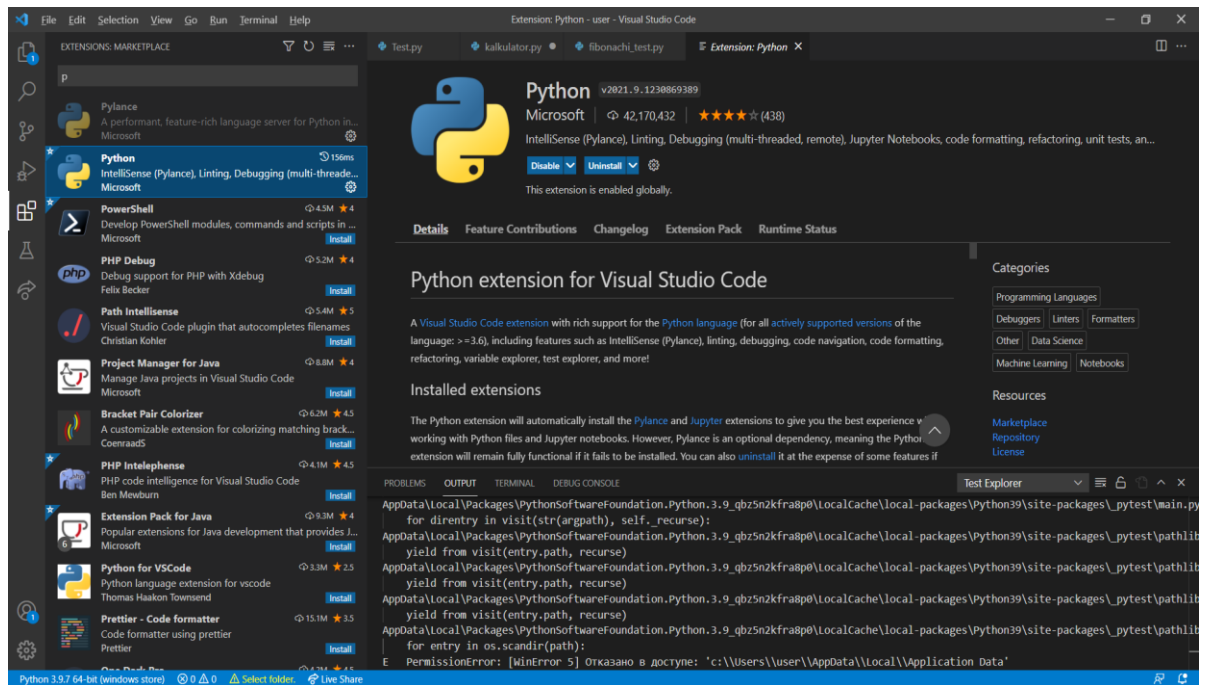 File Edit Selection View Go Run Terminal Help
Extension: Python - user - Visual Studio Code
EXTENSIONS: MARKETPLACE
Test.py
kalkulator.py
fibonachi_test.py
Extension: Python
p
Pylance
A performant, feature-rich language server for Python in...
Microsoft
Python 156ms
IntelliSense (Pylance), Linting, Debugging (multi-threade...
Microsoft
PowerShell 4.5M 4
Develop PowerShell modules, commands and scripts in ...
Microsoft Install
PHP Debug 5.2M 4
Debug support for PHP with Xdebug
Felix Becker Install
Path Intellisense 5.4M 5
Visual Studio Code plugin that autocompletes filenames
Christian Kohler Install
Project Manager for Java 8.8M 4
Manage Java projects in Visual Studio Code
Microsoft Install
Bracket Pair Colorizer 6.2M 4.5
A customizable extension for colorizing matching brack...
CoenraadS Install
PHP Intelephense 4.1M 4.5
PHP code intelligence for Visual Studio Code
Ben Mewburn Install
Extension Pack for Java 9.3M 4
Popular extensions for Java development that provides J...
6 Microsoft Install
Python for VSCode 3.3M 2.5
Python language extension for vscode
Thomas Haakon Townsend Install
Prettier - Code formatter 15.1M 3.5
Code formatter using prettier
Prettier Install
Python v2021.9.1230869389
Microsoft 42,170,432 (438)
IntelliSense (Pylance), Linting, Debugging (multi-threaded, remote), Jupyter Notebooks, code formatting, refactoring, unit tests, an...
Disable Uninstall
This extension is enabled globally.
Details Feature Contributions Changelog Extension Pack Runtime Status
Python extension for Visual Studio Code
A Visual Studio Code extension with rich support for the Python language (for all actively supported versions of the
language: >=3.6), including features such as IntelliSense (Pylance), linting, debugging, code navigation, code formatting,
refactoring, variable explorer, test explorer, and more!
Installed extensions
The Python extension will automatically install the Pylance and Jupyter extensions to give you the best experience
working with Python files and Jupyter notebooks. However, Pylance is an optional dependency, meaning the
extension will remain fully functional if it fails to be installed. You can also uninstall it at the expense of some features if
Categories
Programming Languages
Debuggers Linters Formatters
Other Data Science
Machine Learning Notebooks
Resources
Marketplace
Repository
License
PROBLEMS OUTPUT TERMINAL DEBUG CONSOLE Test Explorer
AppData\Local\Packages\PythonSoftwareFoundation.Python.3.9_qbz5n2kfra8p0\LocalCache\local-packages\Python39\site-packages\_pytest\main.py
for direntry in visit(str(argpath), self._recurse):
AppData\Local\Packages\PythonSoftwareFoundation.Python.3.9_qbz5n2kfra8p0\LocalCache\local-packages\Python39\site-packages\_pytest\pathlib
yield from visit(entry.path, recurse)
AppData\Local\Packages\PythonSoftwareFoundation.Python.3.9_qbz5n2kfra8p0\LocalCache\local-packages\Python39\site-packages\_pytest\pathlib
yield from visit(entry.path, recurse)
AppData\Local\Packages\PythonSoftwareFoundation.Python.3.9_qbz5n2kfra8p0\LocalCache\local-packages\Python39\site-packages\_pytest\pathlib
yield from visit(entry.path, recurse)
AppData\Local\Packages\PythonSoftwareFoundation.Python.3.9_qbz5n2kfra8p0\LocalCache\local-packages\Python39\site-packages\_pytest\pathlib
for entry in os.scandir(path):
E PermissionError: [WinError 5] Отказано в доступе: 'c:\\Users\\user\\AppData\\Local\\Application Data'
Python 3.9.7 64-bit (windows store) 0 0 Select folder. Live Share